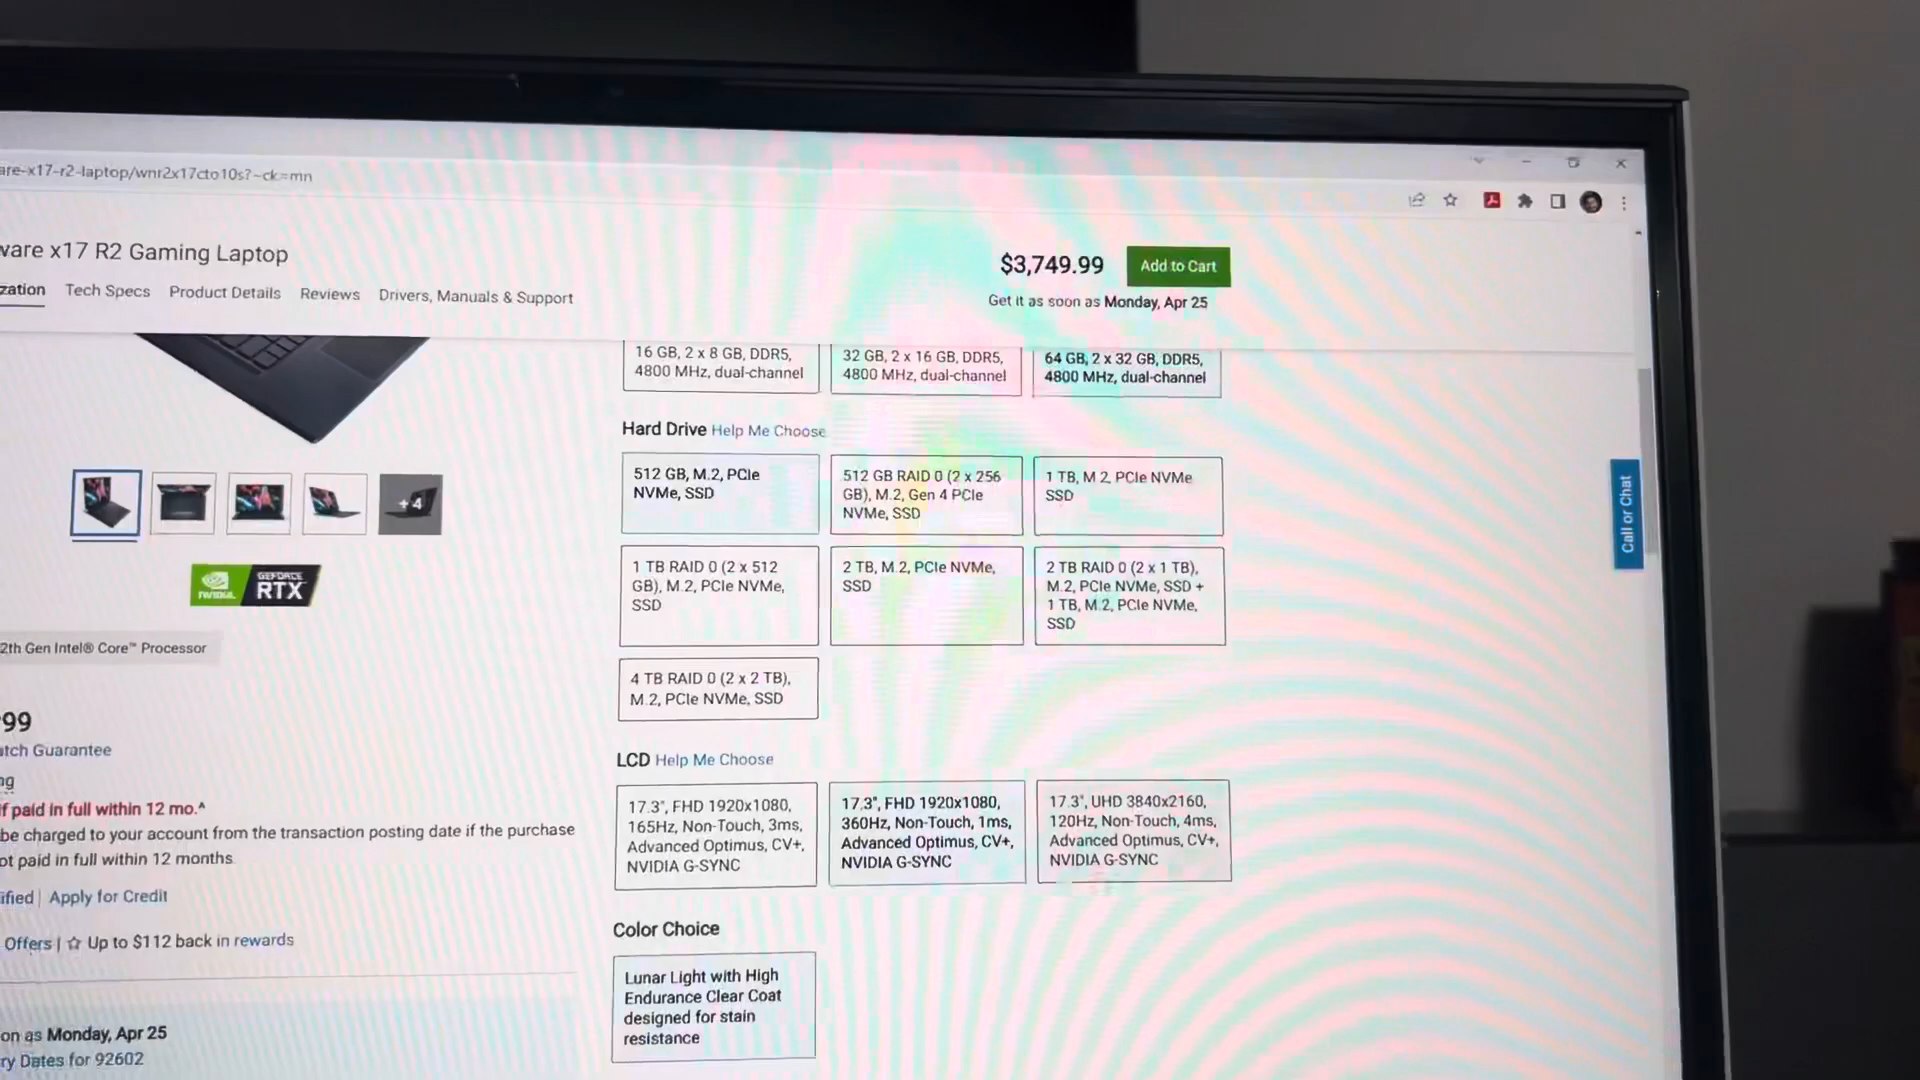 are-x17-r2-laptop/wnr2x17cto10s?~ck=mn
ware x17 R2 Gaming Laptop
$3,749.99
Add to Cart
Get it as soon as Monday, Apr 25
zation
Tech Specs
Product Details
Reviews
Drivers, Manuals & Support
16 GB, 2 x 8 GB, DDR5,
4800 MHz, dual-channel
32 GB, 2 x 16 GB, DDR5,
4800 MHz, dual-channel
64 GB, 2 x 32 GB, DDR5,
4800 MHz, dual-channel
Hard Drive Help Me Choose
512 GB, M.2, PCIe
NVMe, SSD
512 GB RAID 0 (2 x 256
GB), M.2, Gen 4 PCIe
NVMe, SSD
1 TB, M.2, PCIe NVMe
SSD
1 TB RAID 0 (2 x 512
GB), M.2, PCIe NVMe,
SSD
2 TB, M.2, PCIe NVMe,
SSD
2 TB RAID 0 (2 x 1 TB),
M.2, PCIe NVMe, SSD +
1 TB, M.2, PCIe NVMe,
SSD
4 TB RAID 0 (2 x 2 TB),
M.2, PCIe NVMe, SSD
LCD Help Me Choose
17.3", FHD 1920x1080,
165Hz, Non-Touch, 3ms,
Advanced Optimus, CV+,
NVIDIA G-SYNC
17.3", FHD 1920x1080,
360Hz, Non-Touch, 1ms,
Advanced Optimus, CV+,
NVIDIA G-SYNC
17.3", UHD 3840x2160,
120Hz, Non-Touch, 4ms,
Advanced Optimus, CV+,
NVIDIA G-SYNC
Color Choice
Lunar Light with High
Endurance Clear Coat
designed for stain
resistance
+4
NVIDIA
GEFORCE
RTX
2th Gen Intel® Core™ Processor
99
atch Guarantee
ng
if paid in full within 12 mo.^
be charged to your account from the transaction posting date if the purchase
ot paid in full within 12 months.
ified | Apply for Credit
Offers | ☆ Up to $112 back in rewards
on as Monday, Apr 25
ry Dates for 92602
Call or Chat